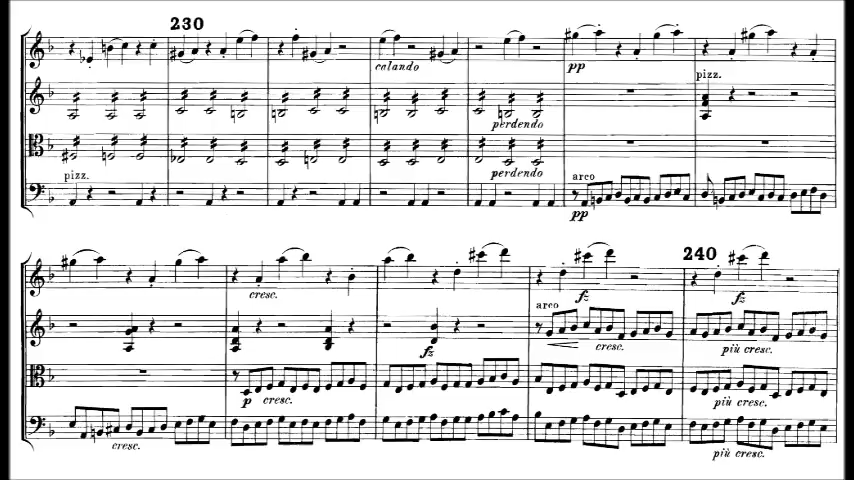 230
calando
pp
pizz.
perdendo
pizz.
perdendo
arco
pp
240
cresc.
fz
fz
arco
fz
cresc.
più cresc.
p cresc.
più cresc.
cresc.
più cresc.